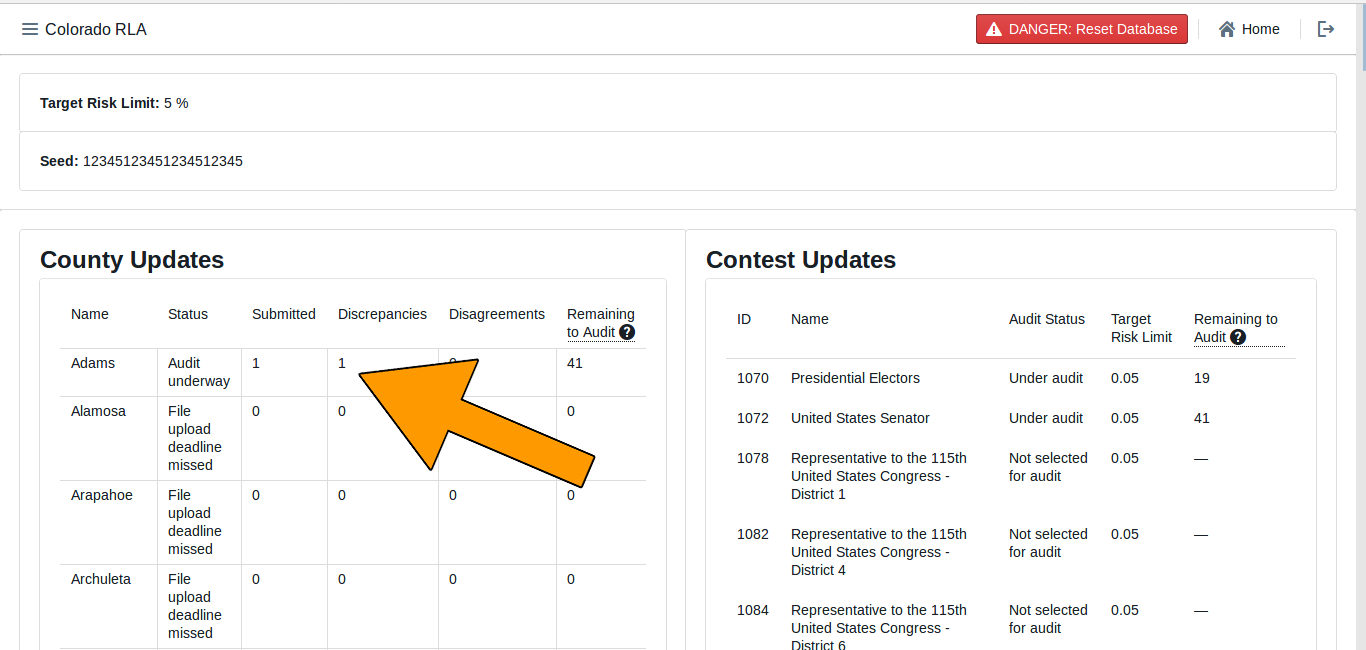 Colorado RLA
DANGER: Reset Database
Home
Target Risk Limit: 5 %
Seed: 12345123451234512345
County Updates
Name Status Submitted Discrepancies Disagreements Remaining
to Audit ?
Adams Audit 1 1 41
underway
Alamosa File 0 0 0
upload
deadline
missed
Arapahoe File 0 0 0 0
upload
deadline
missed
Archuleta File 0 0 0 0
upload
deadline
missed
Contest Updates
ID Name Audit Status Target Remaining to
Risk Limit Audit ?
1070 Presidential Electors Under audit 0.05 19
1072 United States Senator Under audit 0.05 41
1078 Representative to the 115th Not selected 0.05 —
United States Congress - for audit
District 1
1082 Representative to the 115th Not selected 0.05 —
United States Congress - for audit
District 4
1084 Representative to the 115th Not selected 0.05 —
United States Congress - for audit
District 6